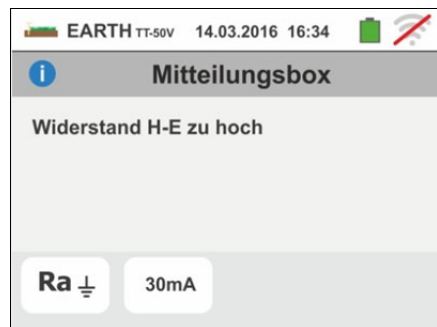 EARTH TT-50V 14.03.2016 16:34
i Mitteilungsbox
Widerstand H-E zu hoch
Ra 30mA